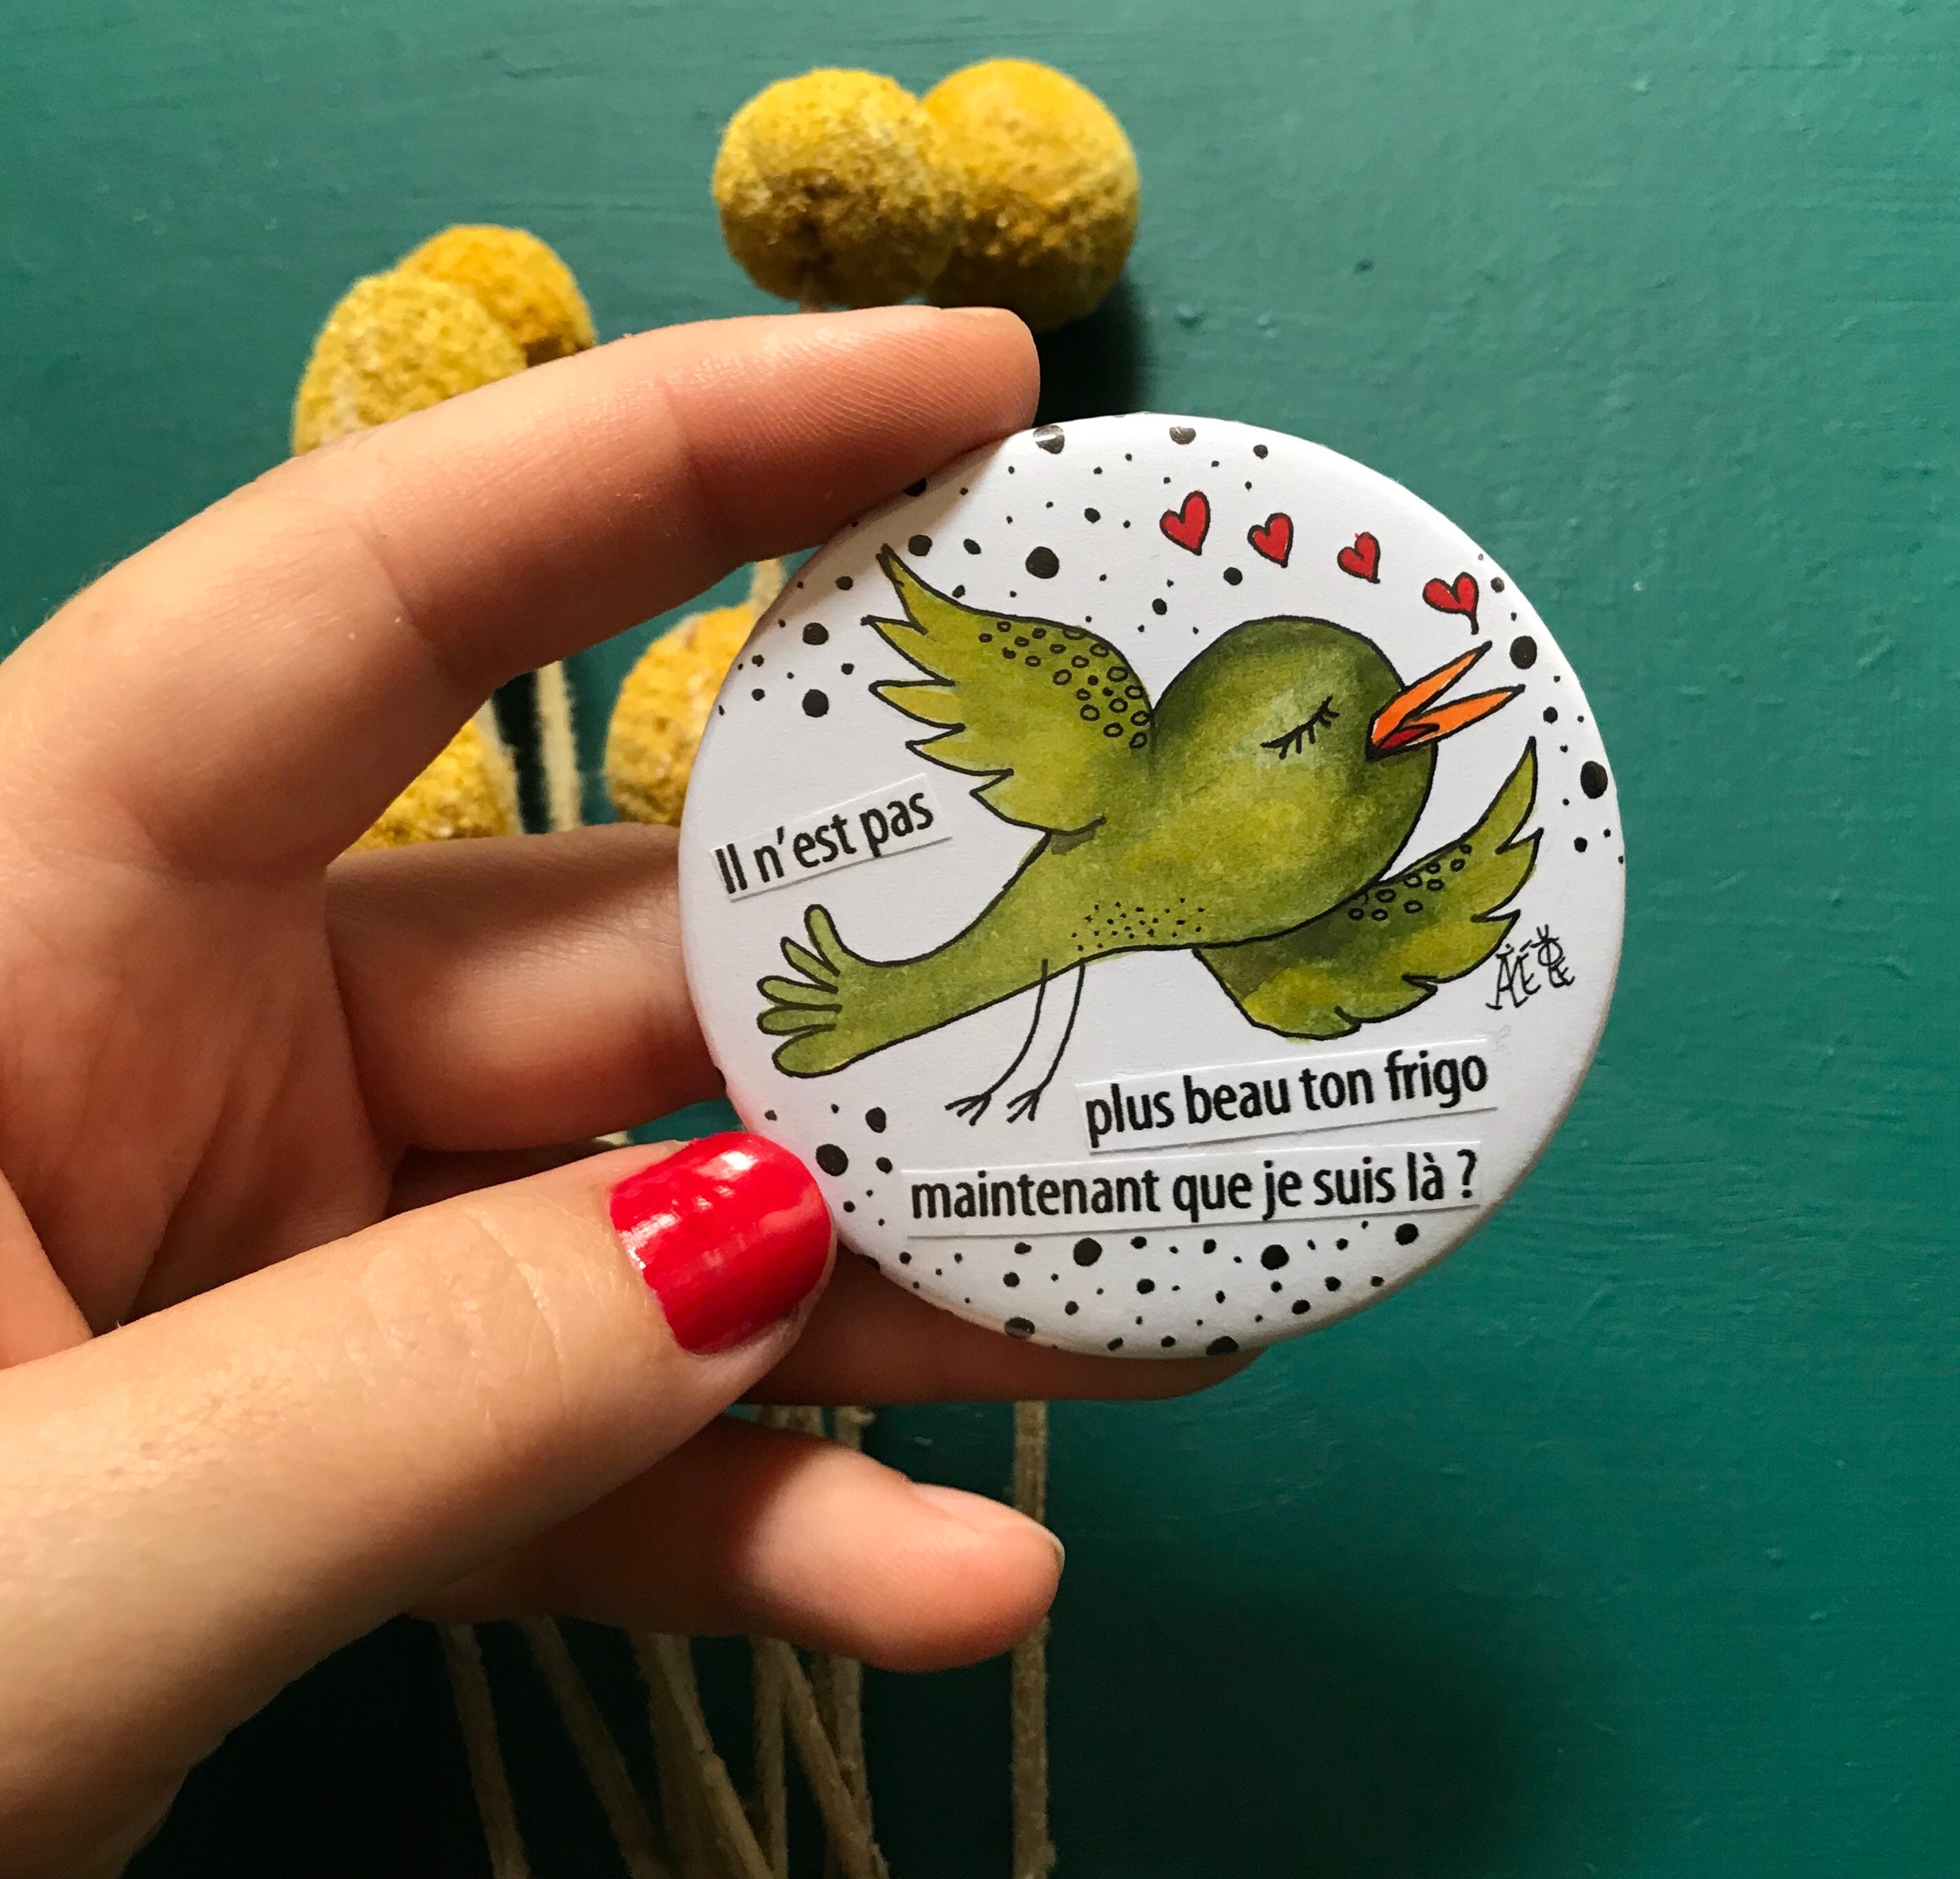 Il n'est pas
plus beau ton frigo
maintenant que je suis là ?